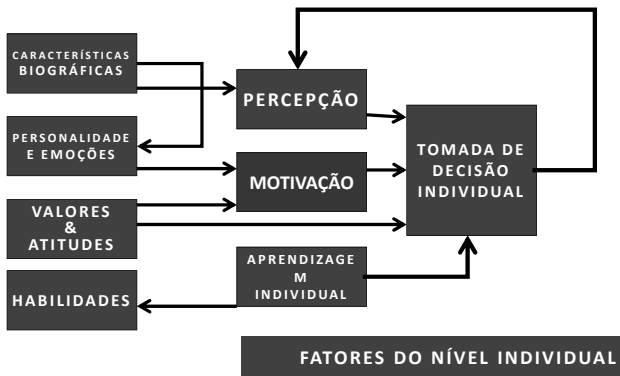 CARACTERÍSTICAS
BIOGRÁFICAS
PERCEPÇÃO
PERSONALIDADE
E EMOÇÕES
TOMADA DE
DECISÃO
INDIVIDUAL
MOTIVAÇÃO
VALORES
&
ATITUDES
APRENDIZAGE
M
INDIVIDUAL
HABILIDADES
FATORES DO NÍVEL INDIVIDUAL